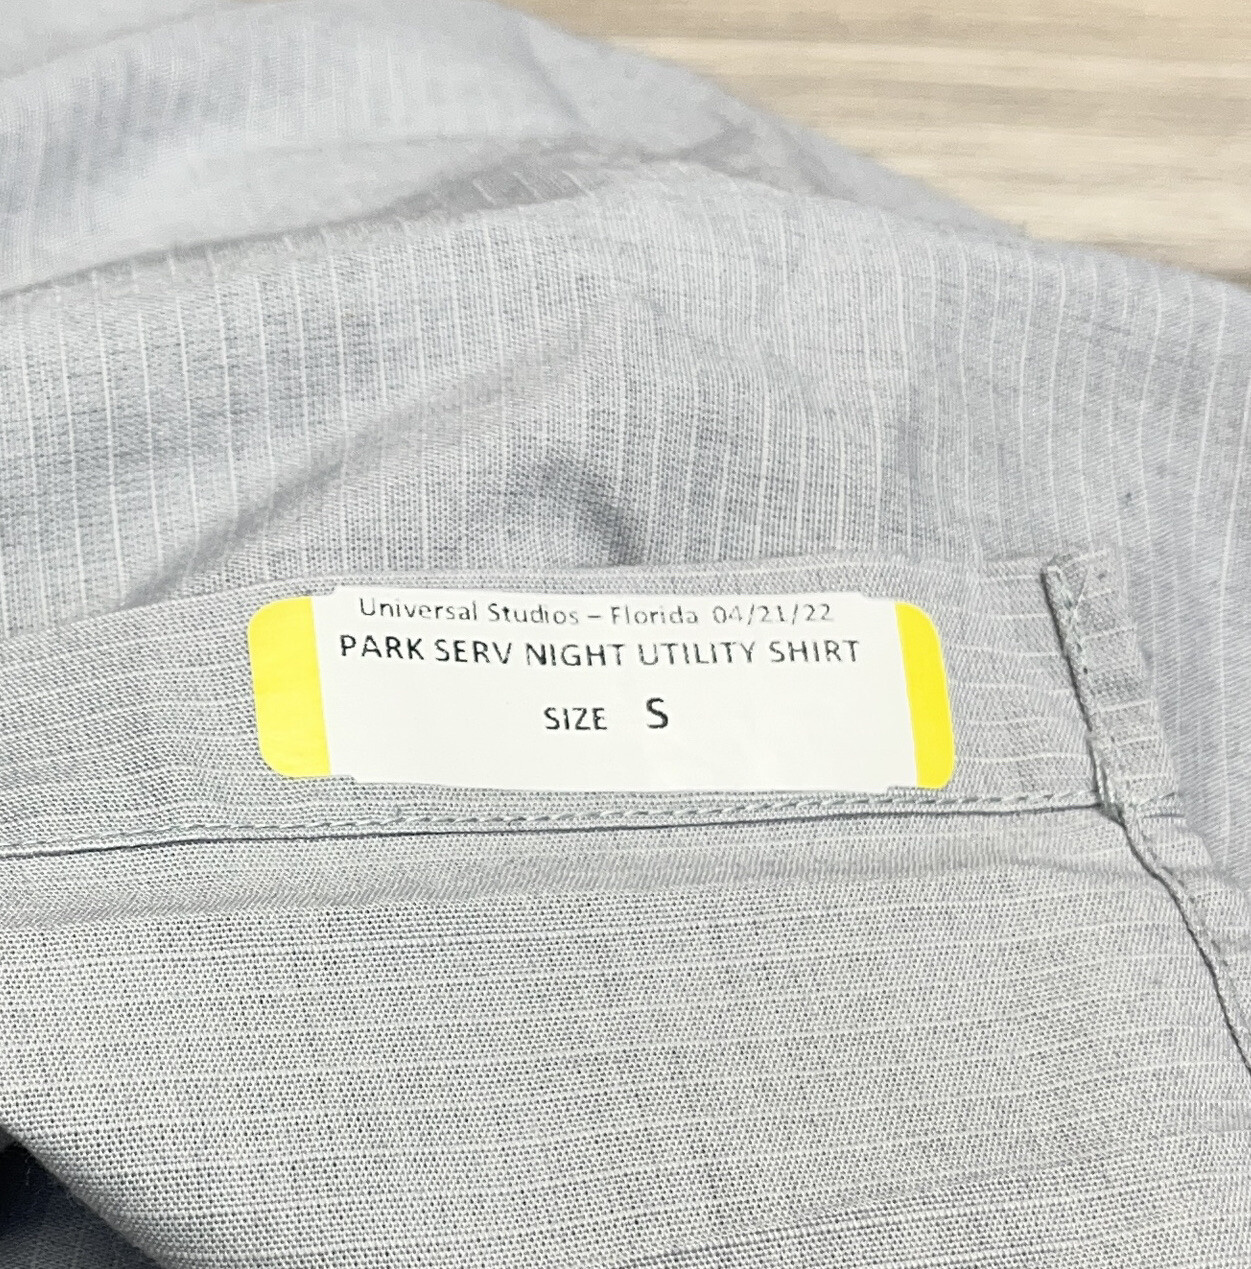 Universal Studios – Florida 04/21/22
PARK SERV NIGHT UTILITY SHIRT
SIZE S